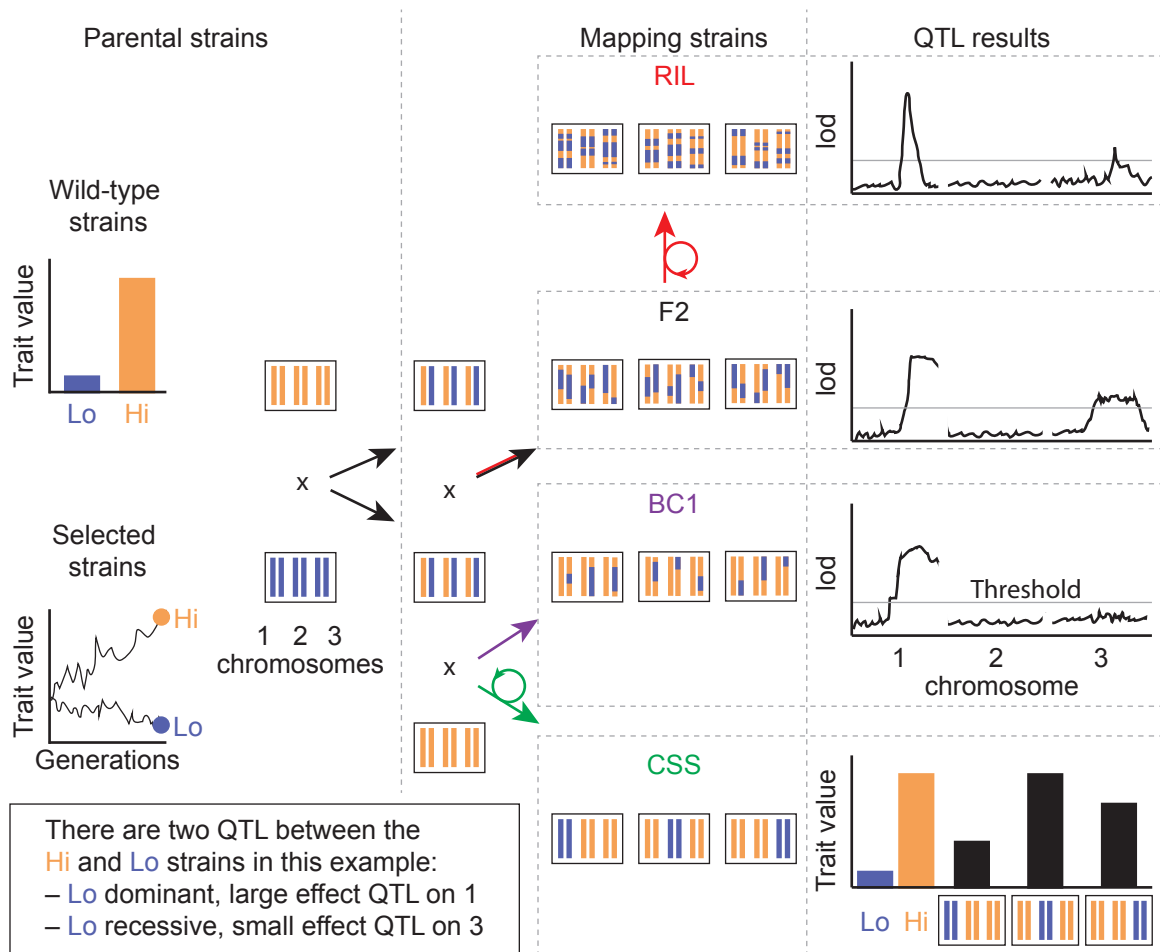 Parental strains
Mapping strains
QTL results
RIL
lod
Wild-type
strains
Trait value
Lo
Hi
F2
lod
x
x
BC1
lod
Threshold
1
2
3
chromosome
Selected
strains
Trait value
Hi
Lo
Generations
1 2 3
chromosomes
x
CSS
Trait value
Lo
Hi
There are two QTL between the
Hi and Lo strains in this example:
– Lo dominant, large effect QTL on 1
– Lo recessive, small effect QTL on 3